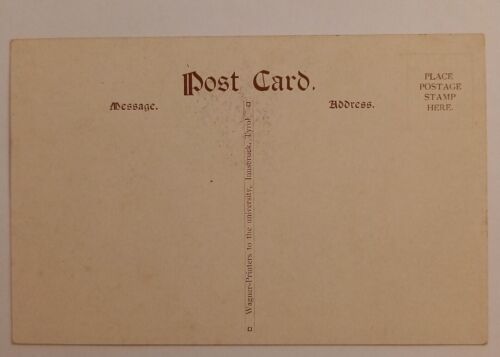 Post Card.
Message.
Address.
PLACE
POSTAGE
STAMP
HERE.
Wagner-Printers to the university, Innsbruck, Tyrol